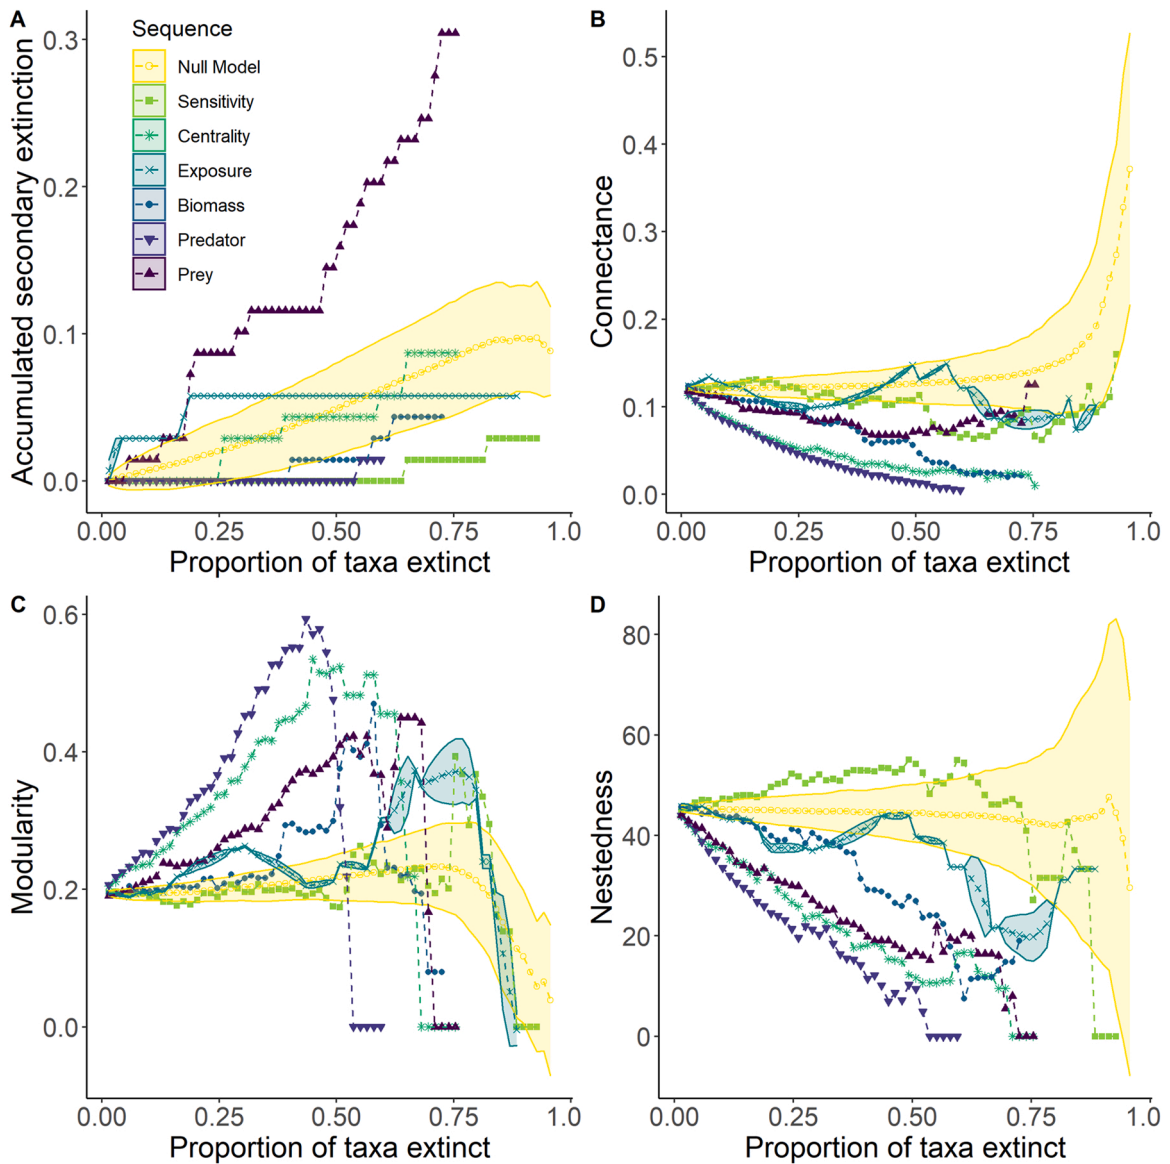 A
Sequence
Null Model
Sensitivity
Centrality
Exposure
Biomass
Predator
Prey
Accumulated secondary extinction
0.3
0.2
0.1
0.0
0.00 0.25 0.50 0.75 1.0
Proportion of taxa extinct
B
Connectance
0.5
0.4
0.3
0.2
0.1
0.0
0.00 0.25 0.50 0.75 1.00
Proportion of taxa extinct
C
Modularity
0.6
0.4
0.2
0.0
0.00 0.25 0.50 0.75 1.0
Proportion of taxa extinct
D
Nestedness
80
60
40
20
0
0.00 0.25 0.50 0.75 1.00
Proportion of taxa extinct